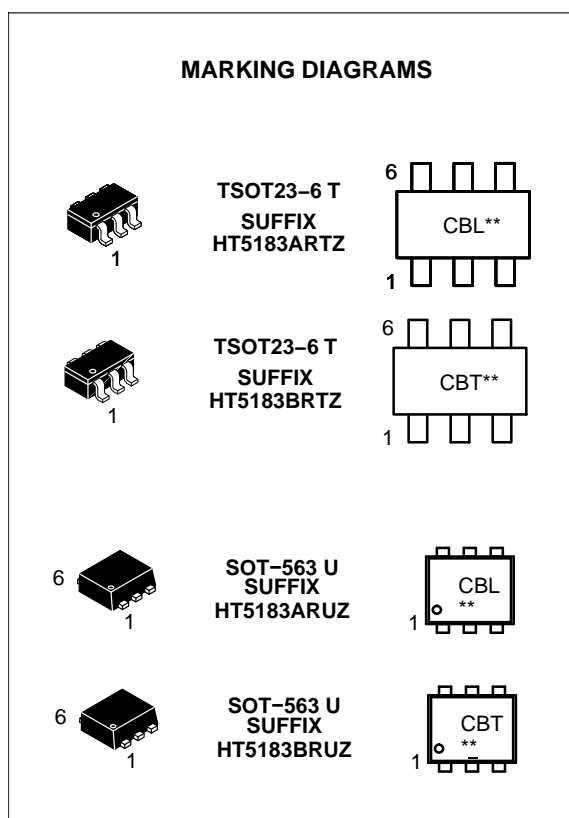 MARKING DIAGRAMS
TSOT23−6 T
SUFFIX
HT5183ARTZ
1
6
CBL**
1
TSOT23−6 T
SUFFIX
HT5183BRTZ
1
6
CBT**
1
6
1
SOT−563 U
SUFFIX
HT5183ARUZ
CBL
**
1
6
1
SOT−563 U
SUFFIX
HT5183BRUZ
CBT
**
1